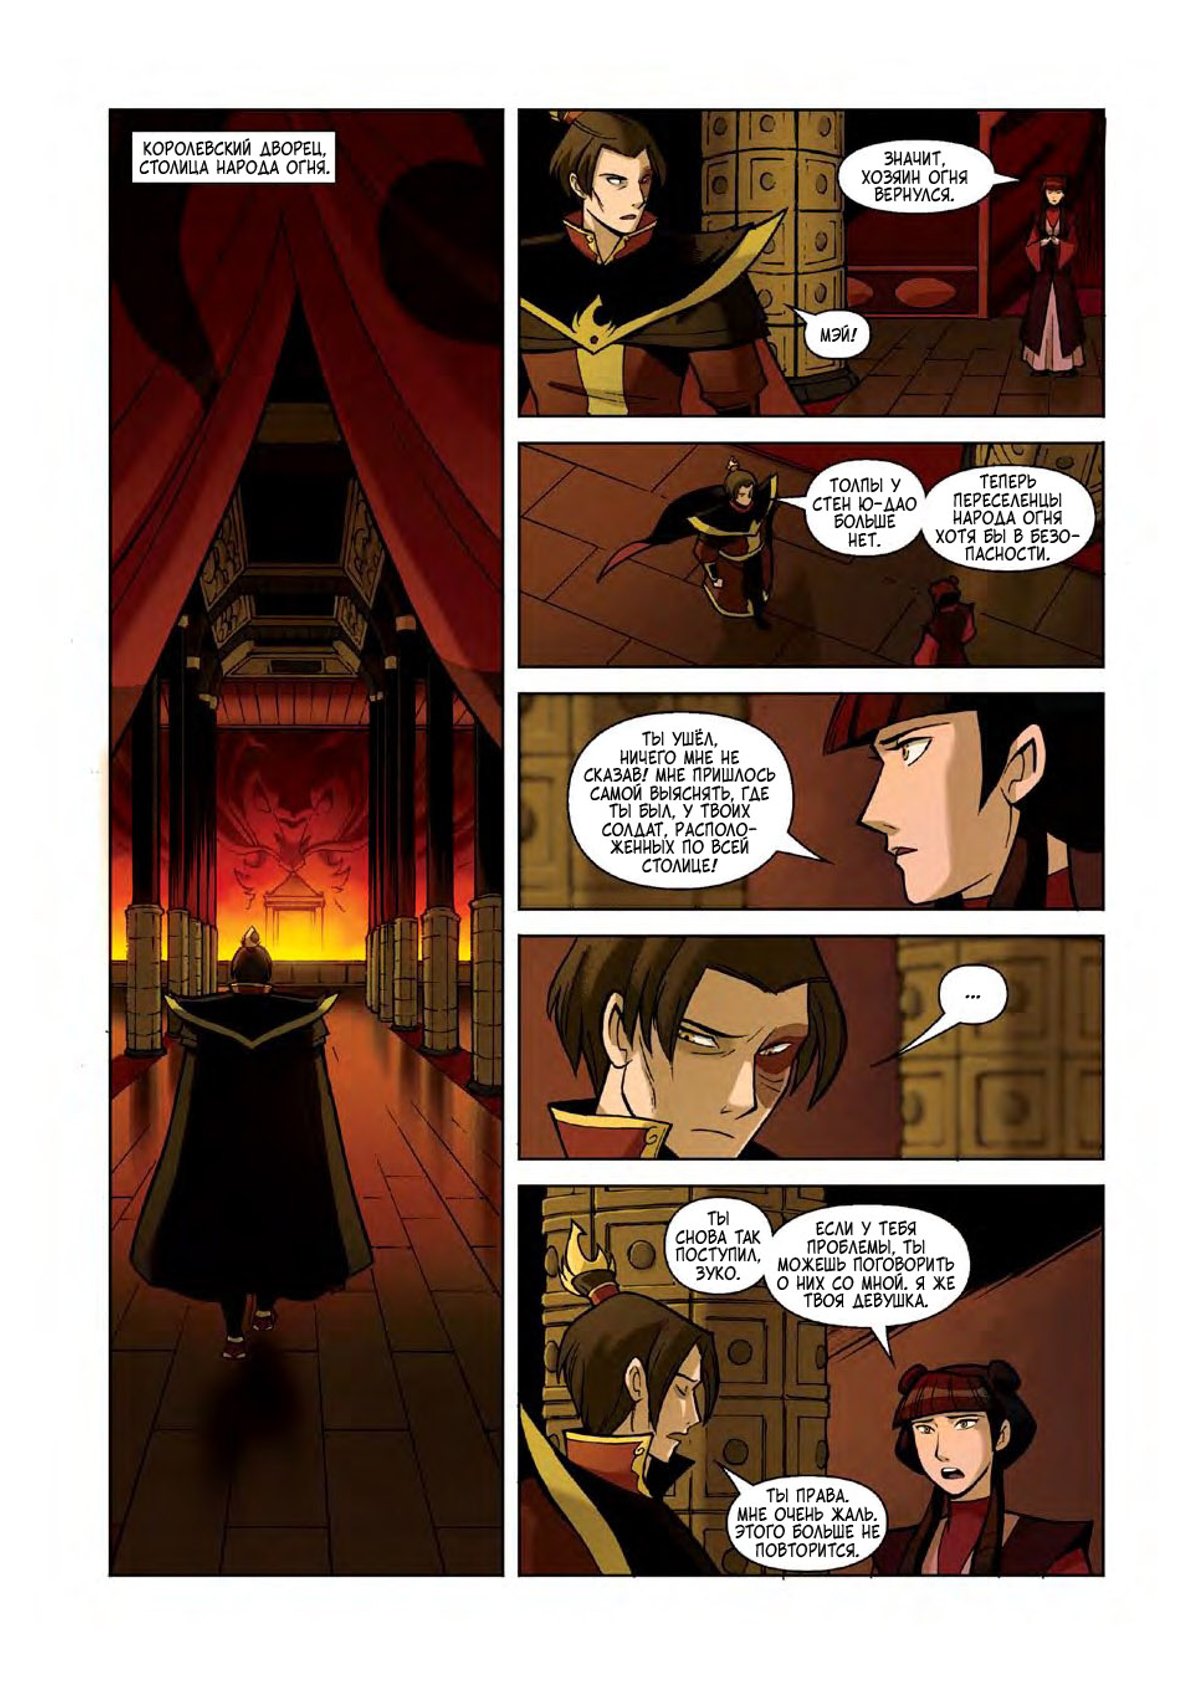 КОРОЛЕВСКИЙ ДВОРЕЦ,
СТОЛИЦА НАРОДА ОГНЯ.
ЗНАЧИТ,
ХОЗЯИН ОГНЯ
ВЕРНУЛСЯ.
МЭЙ!
ТОЛПЫ У
СТЕН Ю-ДАО
БОЛЬШЕ
НЕТ.
ТЕПЕРЬ
ПЕРЕСЕЛЕНЦЫ
НАРОДА ОГНЯ
ХОТЯ БЫ В БЕЗО-
ПАСНОСТИ.
ТЫ УШЁЛ,
НИЧЕГО МНЕ НЕ
СКАЗАВ! МНЕ ПРИШЛОСЬ
САМОЙ ВЫЯСНЯТЬ, ГДЕ
ТЫ БЫЛ, У ТВОИХ
СОЛДАТ, РАСПОЛО-
ЖЕННЫХ ПО ВСЕЙ
СТОЛИЦЕ!
...
ТЫ
СНОВА ТАК
ПОСТУПИЛ,
ЗУКО.
ЕСЛИ У ТЕБЯ
ПРОБЛЕМЫ, ТЫ
МОЖЕШЬ ПОГОВОРИТЬ
О НИХ СО МНОЙ. Я ЖЕ
ТВОЯ ДЕВУШКА.
ТЫ ПРАВА.
МНЕ ОЧЕНЬ ЖАЛЬ.
ЭТОГО БОЛЬШЕ НЕ
ПОВТОРИТСЯ.